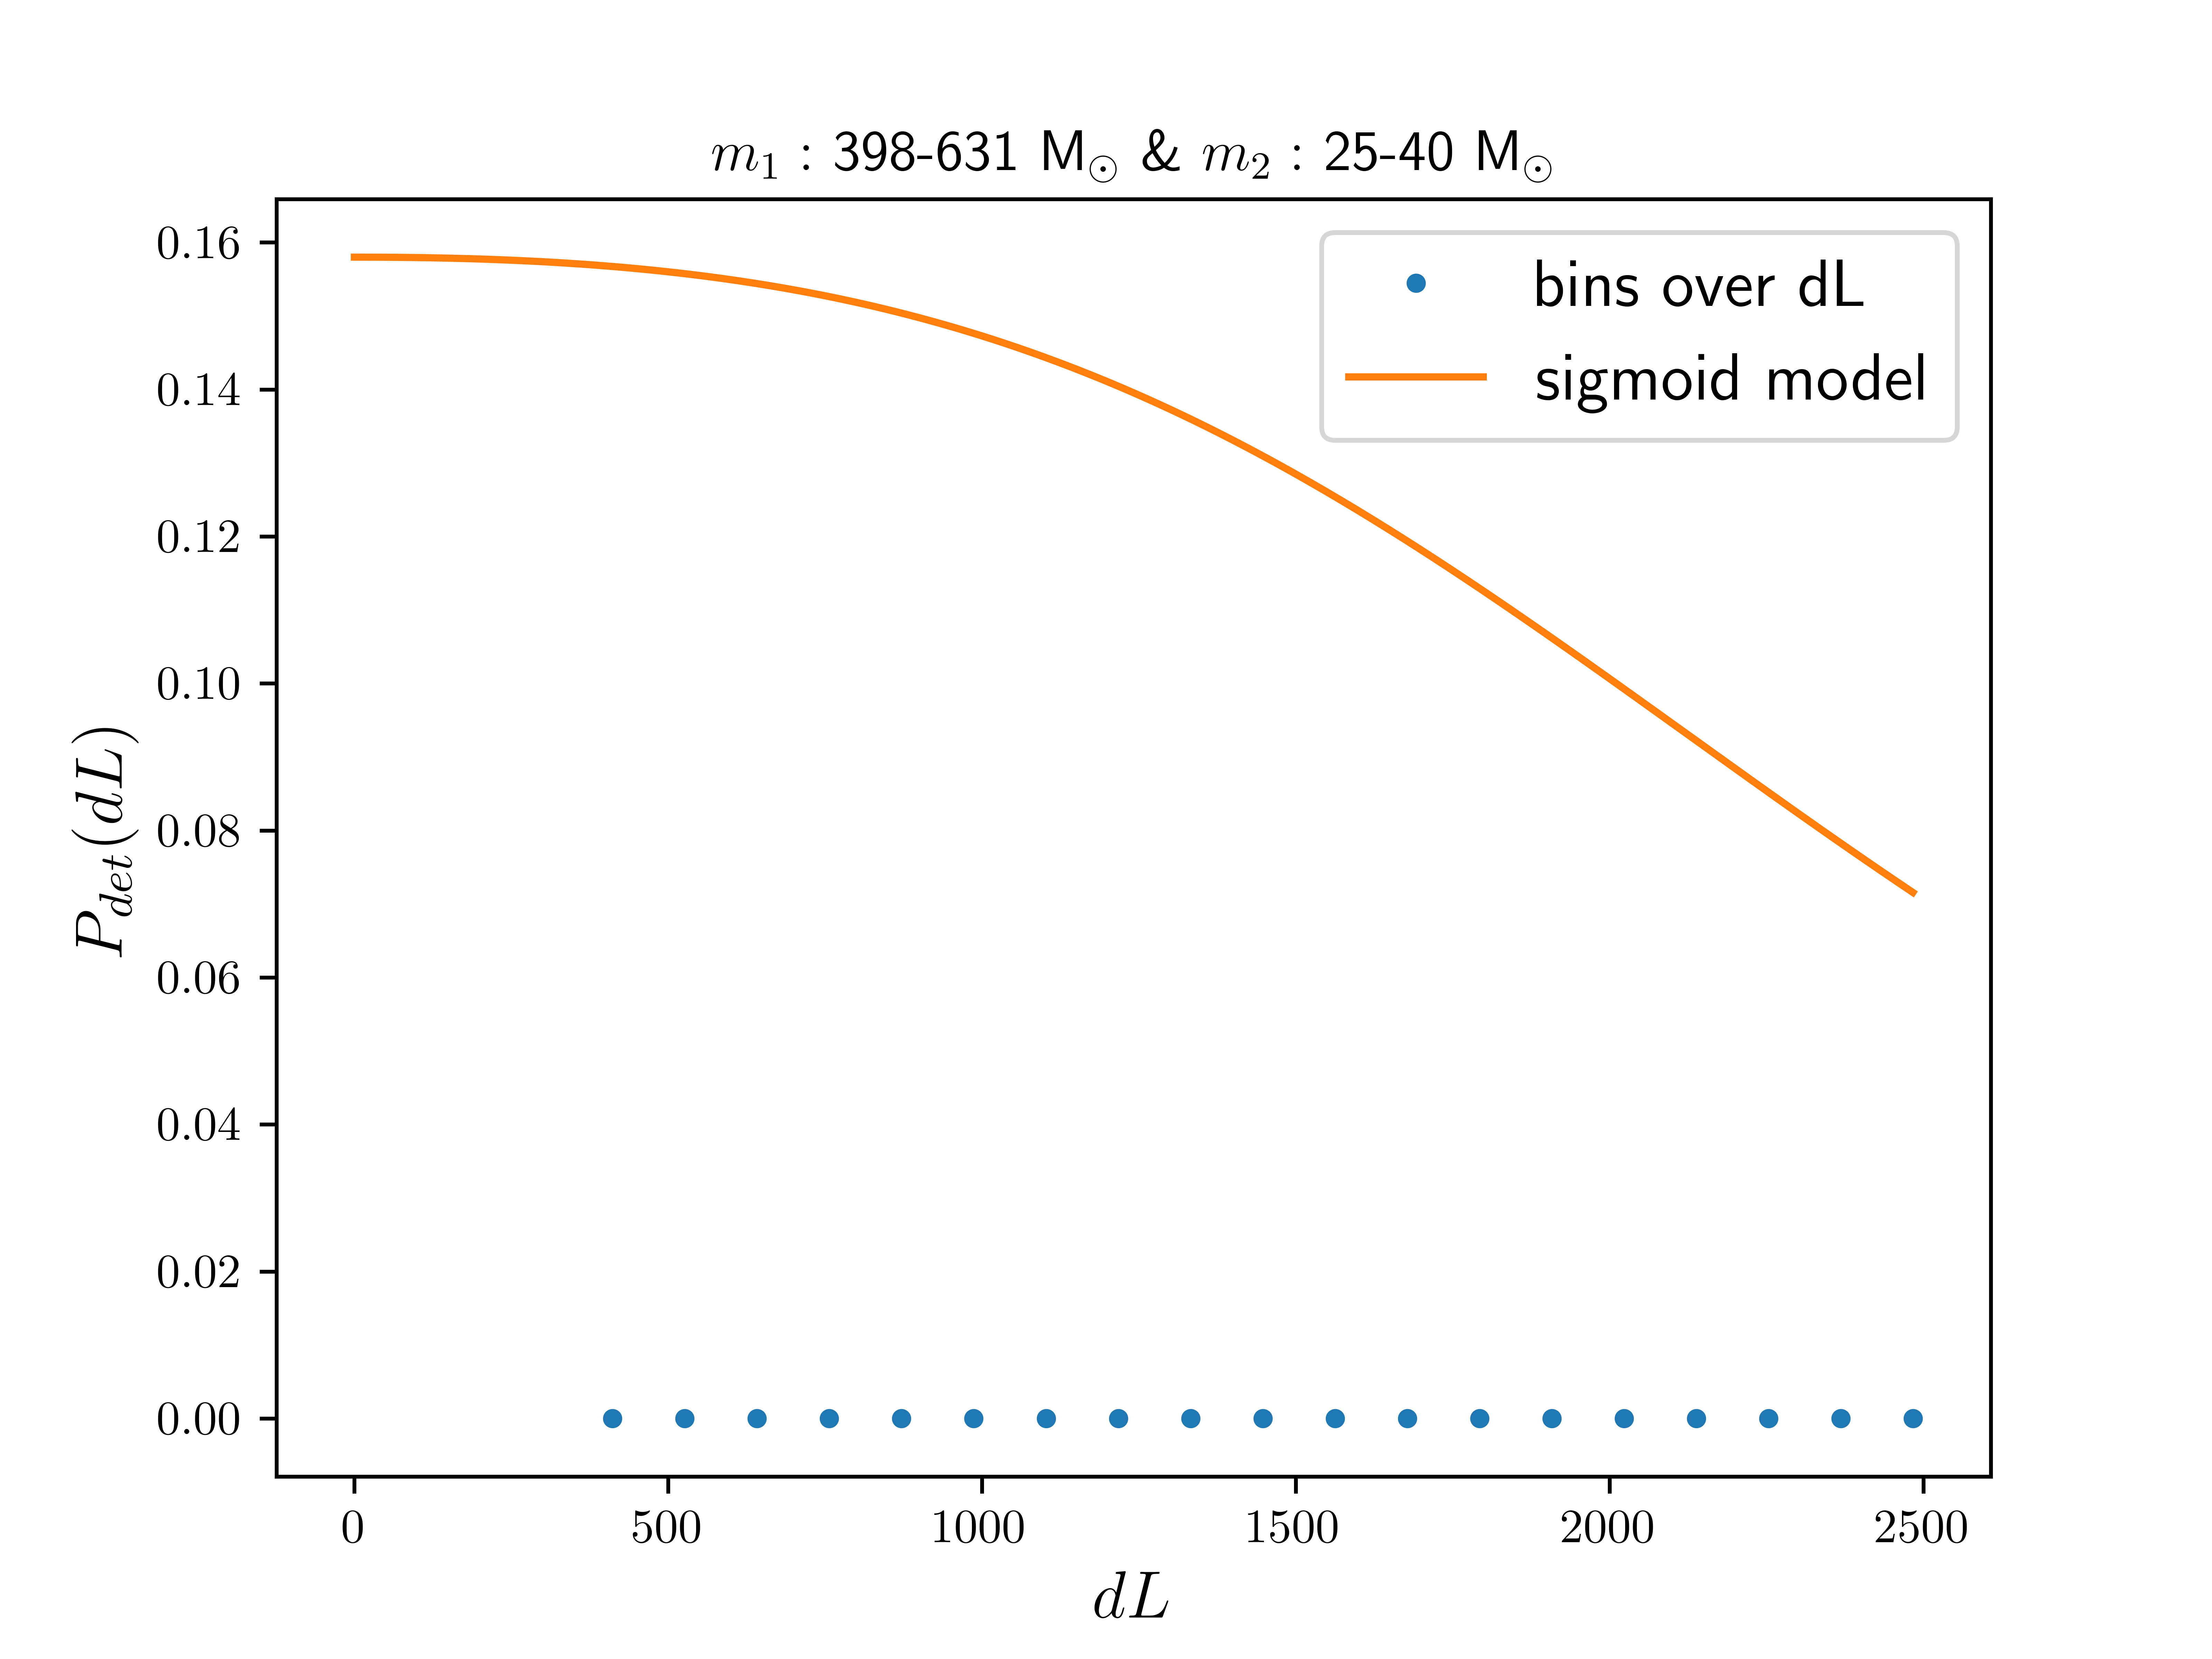 m₁ : 398-631 M⊙ & m₂ : 25-40 M⊙
bins over dL
sigmoid model
0.16
0.14
0.12
0.10
0.08
0.06
0.04
0.02
0.00
P_det(dL)
0 500 1000 1500 2000 2500
dL